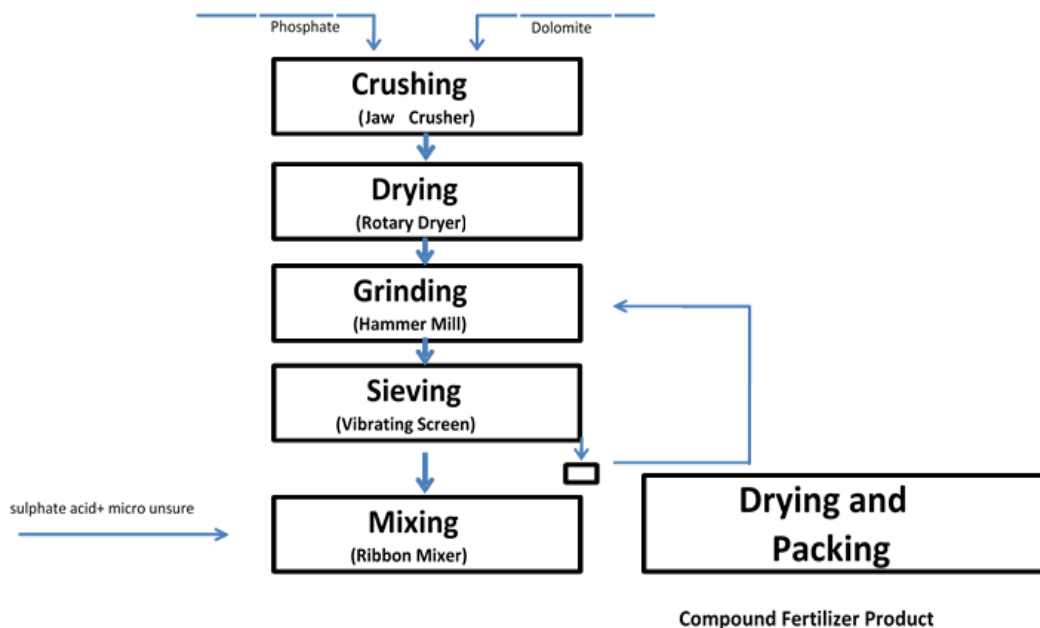 Phosphate
Dolomite
Crushing
(Jaw Crusher)
Drying
(Rotary Dryer)
Grinding
(Hammer Mill)
Sieving
(Vibrating Screen)
sulphate acid+ micro unsure
Mixing
(Ribbon Mixer)
Drying and
Packing
Compound Fertilizer Product